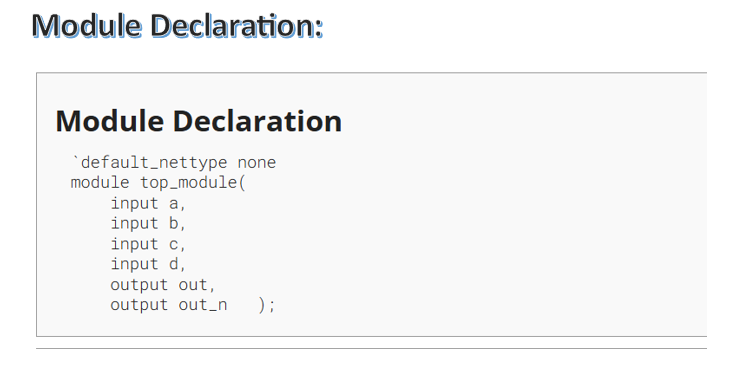 Module Declaration:
Module Declaration
`default_nettype none
module top_module(
input a,
input b,
input c,
input d,
output out,
output out_n );